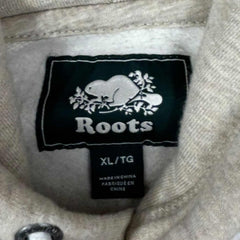 Roots
XL/TG
MADE IN CHINA
FABRIQUÉ EN
CHINE